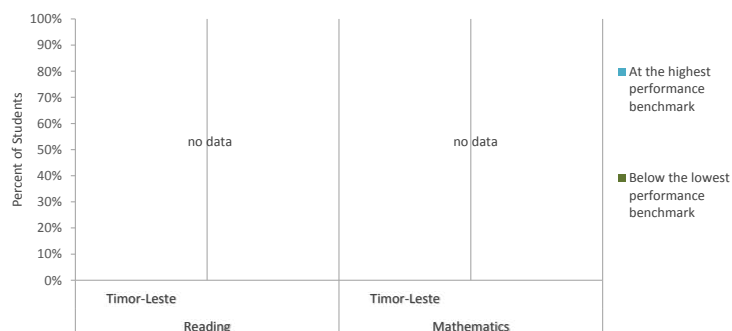 100%
90%
80%
70%
60%
50%
40%
30%
20%
10%
0%
Percent of Students
no data
no data
Timor-Leste
Timor-Leste
Reading
Mathematics
At the highest
performance
benchmark
Below the lowest
performance
benchmark